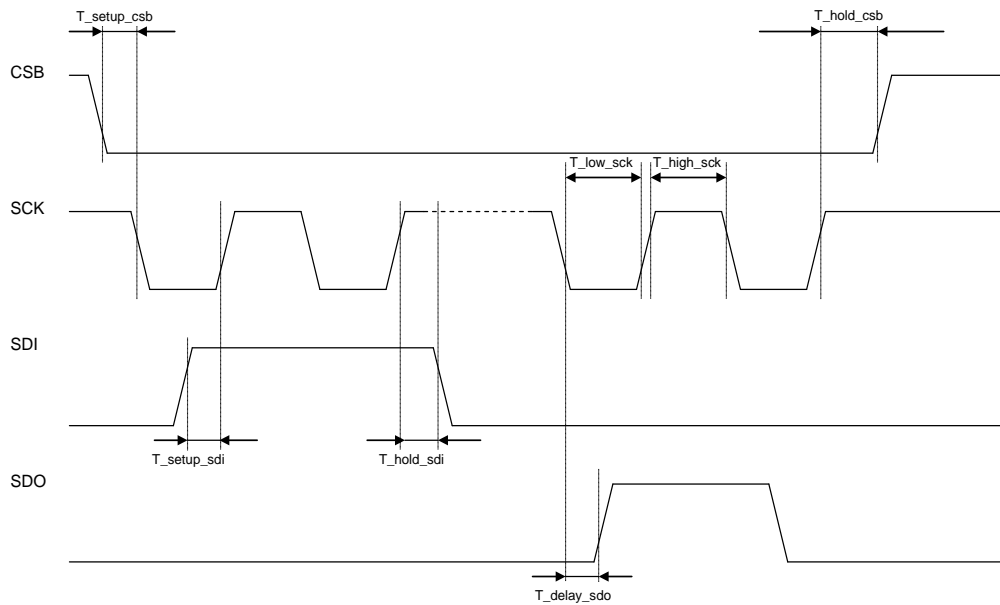 T_setup_csb
T_hold_csb
CSB
T_low_sck
T_high_sck
SCK
SDI
T_setup_sdi
T_hold_sdi
SDO
T_delay_sdo